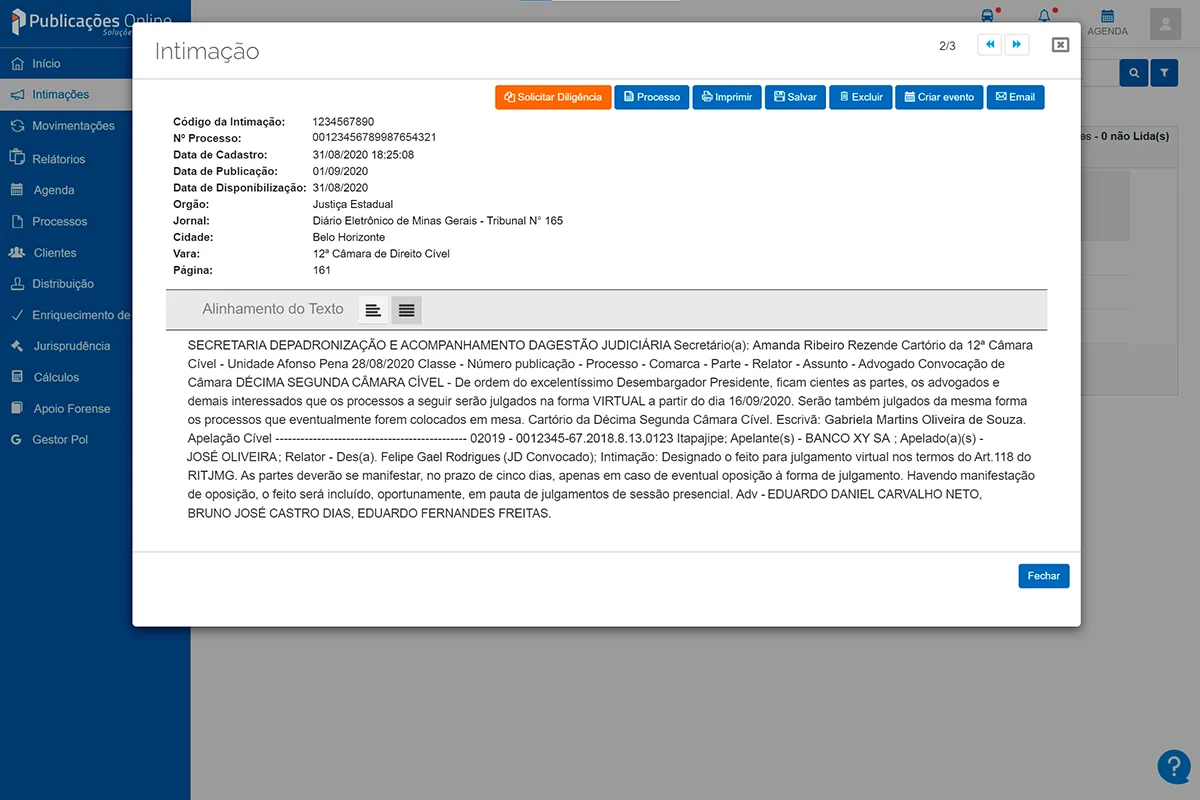 Publicações Online
Soluçõe
AGENDA
Início
Intimações
Movimentações
Relátorios
Agenda
Processos
Clientes
Distribuição
Enriquecimento de
Jurisprudência
Cálculos
Apoio Forense
Gestor Pol
es - 0 não Lida(s)
Intimação
2/3
Solicitar Diligência Processo Imprimir Salvar Excluir Criar evento Email
Código da Intimação: 1234567890
Nº Processo: 00123456789987654321
Data de Cadastro: 31/08/2020 18:25:08
Data de Publicação: 01/09/2020
Data de Disponibilização: 31/08/2020
Orgão: Justiça Estadual
Jornal: Diário Eletrônico de Minas Gerais - Tribunal N° 165
Cidade: Belo Horizonte
Vara: 12ª Câmara de Direito Cível
Página: 161
Alinhamento do Texto
SECRETARIA DEPADRONIZAÇÃO E ACOMPANHAMENTO DAGESTÃO JUDICIÁRIA Secretário(a): Amanda Ribeiro Rezende Cartório da 12ª Câmara
Cível - Unidade Afonso Pena 28/08/2020 Classe - Número publicação - Processo - Comarca - Parte - Relator - Assunto - Advogado Convocação de
Câmara DÉCIMA SEGUNDA CÂMARA CÍVEL - De ordem do excelentíssimo Desembargador Presidente, ficam cientes as partes, os advogados e
demais interessados que os processos a seguir serão julgados na forma VIRTUAL a partir do dia 16/09/2020. Serão também julgados da mesma forma
os processos que eventualmente forem colocados em mesa. Cartório da Décima Segunda Câmara Cível. Escrivã: Gabriela Martins Oliveira de Souza.
Apelação Cível ---------------------------------------------- 02019 - 0012345-67.2018.8.13.0123 Itapajipe; Apelante(s) - BANCO XY SA ; Apelado(a)(s) -
JOSÉ OLIVEIRA; Relator - Des(a). Felipe Gael Rodrigues (JD Convocado); Intimação: Designado o feito para julgamento virtual nos termos do Art.118 do
RITJMG. As partes deverão se manifestar, no prazo de cinco dias, apenas em caso de eventual oposição à forma de julgamento. Havendo manifestação
de oposição, o feito será incluído, oportunamente, em pauta de julgamentos de sessão presencial. Adv - EDUARDO DANIEL CARVALHO NETO,
BRUNO JOSÉ CASTRO DIAS, EDUARDO FERNANDES FREITAS.
Fechar